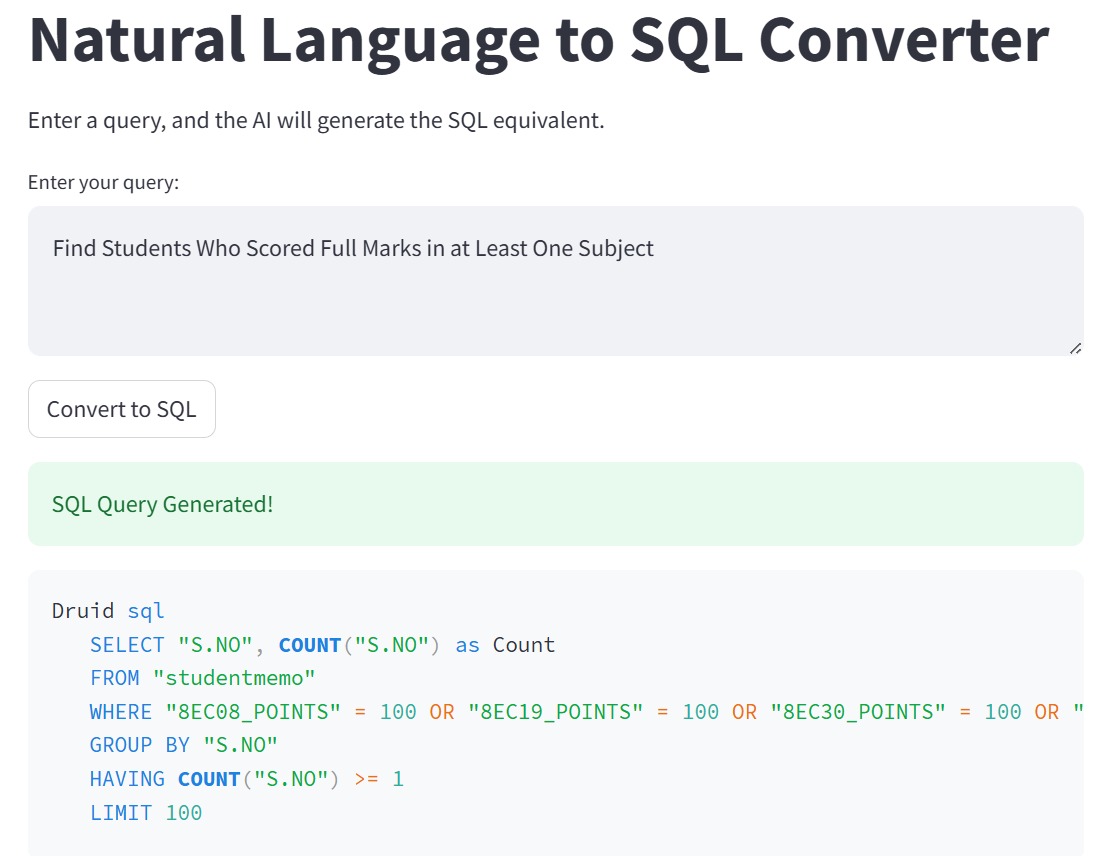 Natural Language to SQL Converter
Enter a query, and the AI will generate the SQL equivalent.
Enter your query:
Find Students Who Scored Full Marks in at Least One Subject
Convert to SQL
SQL Query Generated!
Druid sql
SELECT "S.NO", COUNT("S.NO") as Count
FROM "studentmemo"
WHERE "8EC08_POINTS" = 100 OR "8EC19_POINTS" = 100 OR "8EC30_POINTS" = 100 OR "
GROUP BY "S.NO"
HAVING COUNT("S.NO") >= 1
LIMIT 100